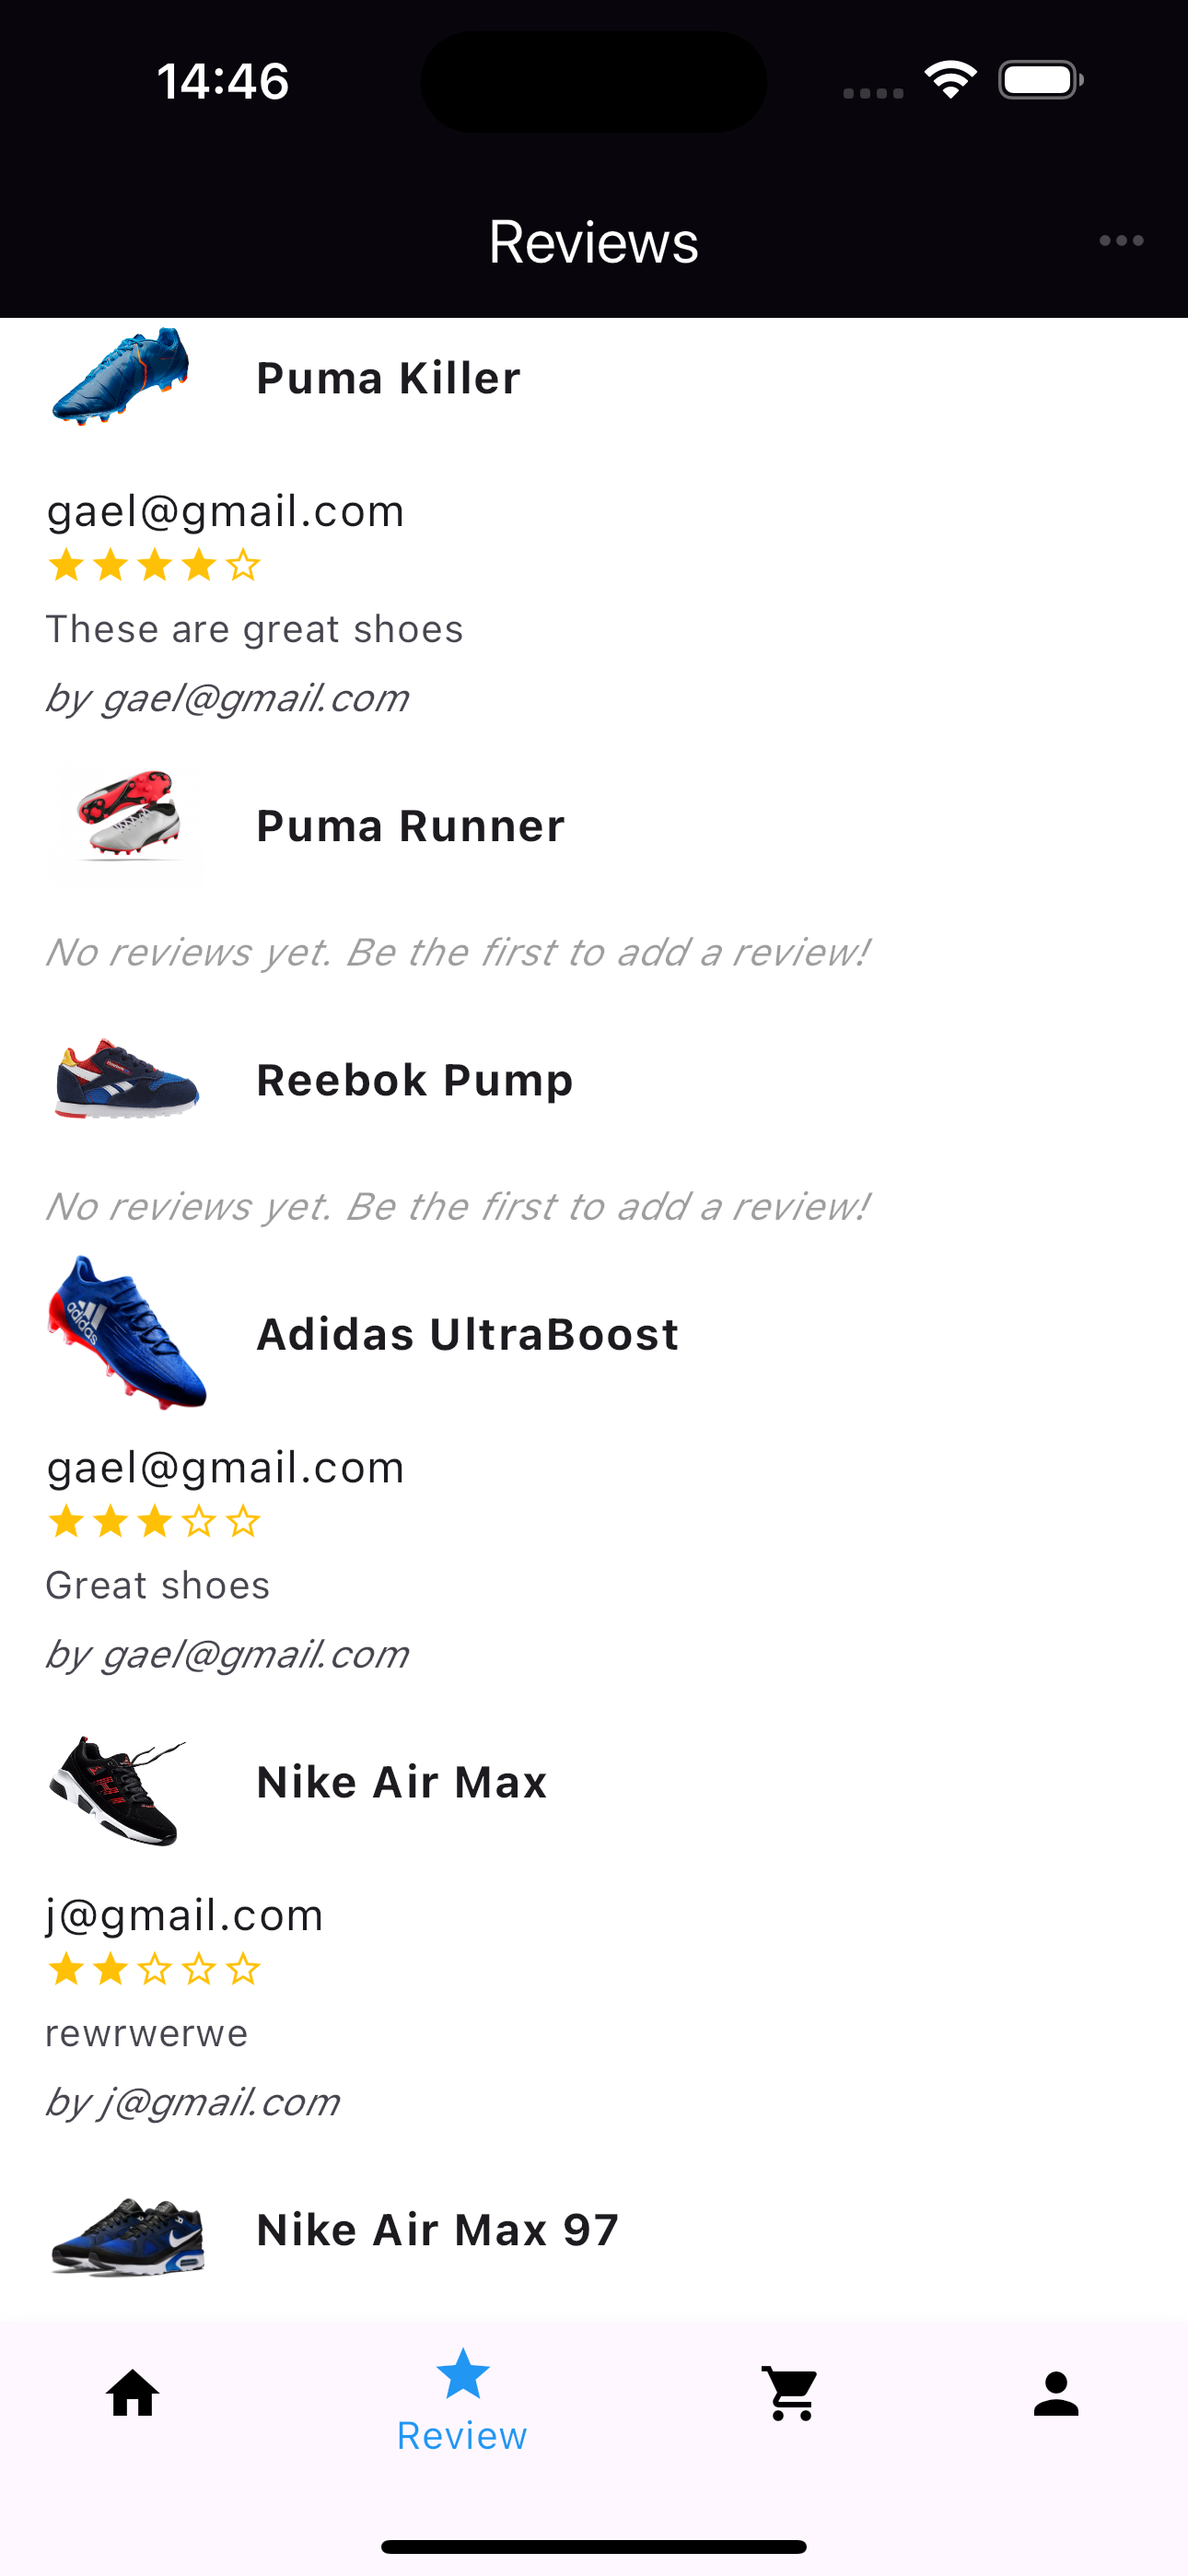 14:46
Reviews
Puma Killer
gael@gmail.com
These are great shoes
by gael@gmail.com
Puma Runner
No reviews yet. Be the first to add a review!
Reebok Pump
No reviews yet. Be the first to add a review!
adidas
Adidas UltraBoost
gael@gmail.com
Great shoes
by gael@gmail.com
Nike Air Max
j@gmail.com
rewrwerwe
by j@gmail.com
Nike Air Max 97
Review